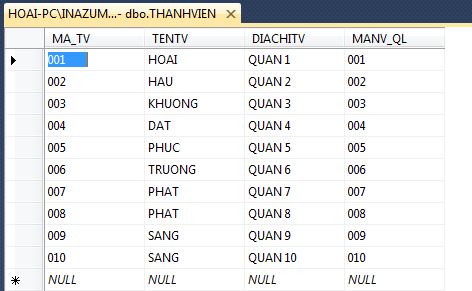 HOAI-PC\INAZUM...- dbo.THANHVIEN
MA_TV TENTV DIACHITV MANV_QL
001 HOAI QUAN 1 001
002 HAU QUAN 2 002
003 KHUONG QUAN 3 003
004 DAT QUAN 4 004
005 PHUC QUAN 5 005
006 TRUONG QUAN 6 006
007 PHAT QUAN 7 007
008 PHAT QUAN 8 008
009 SANG QUAN 9 009
010 SANG QUAN 10 010
NULL NULL NULL NULL